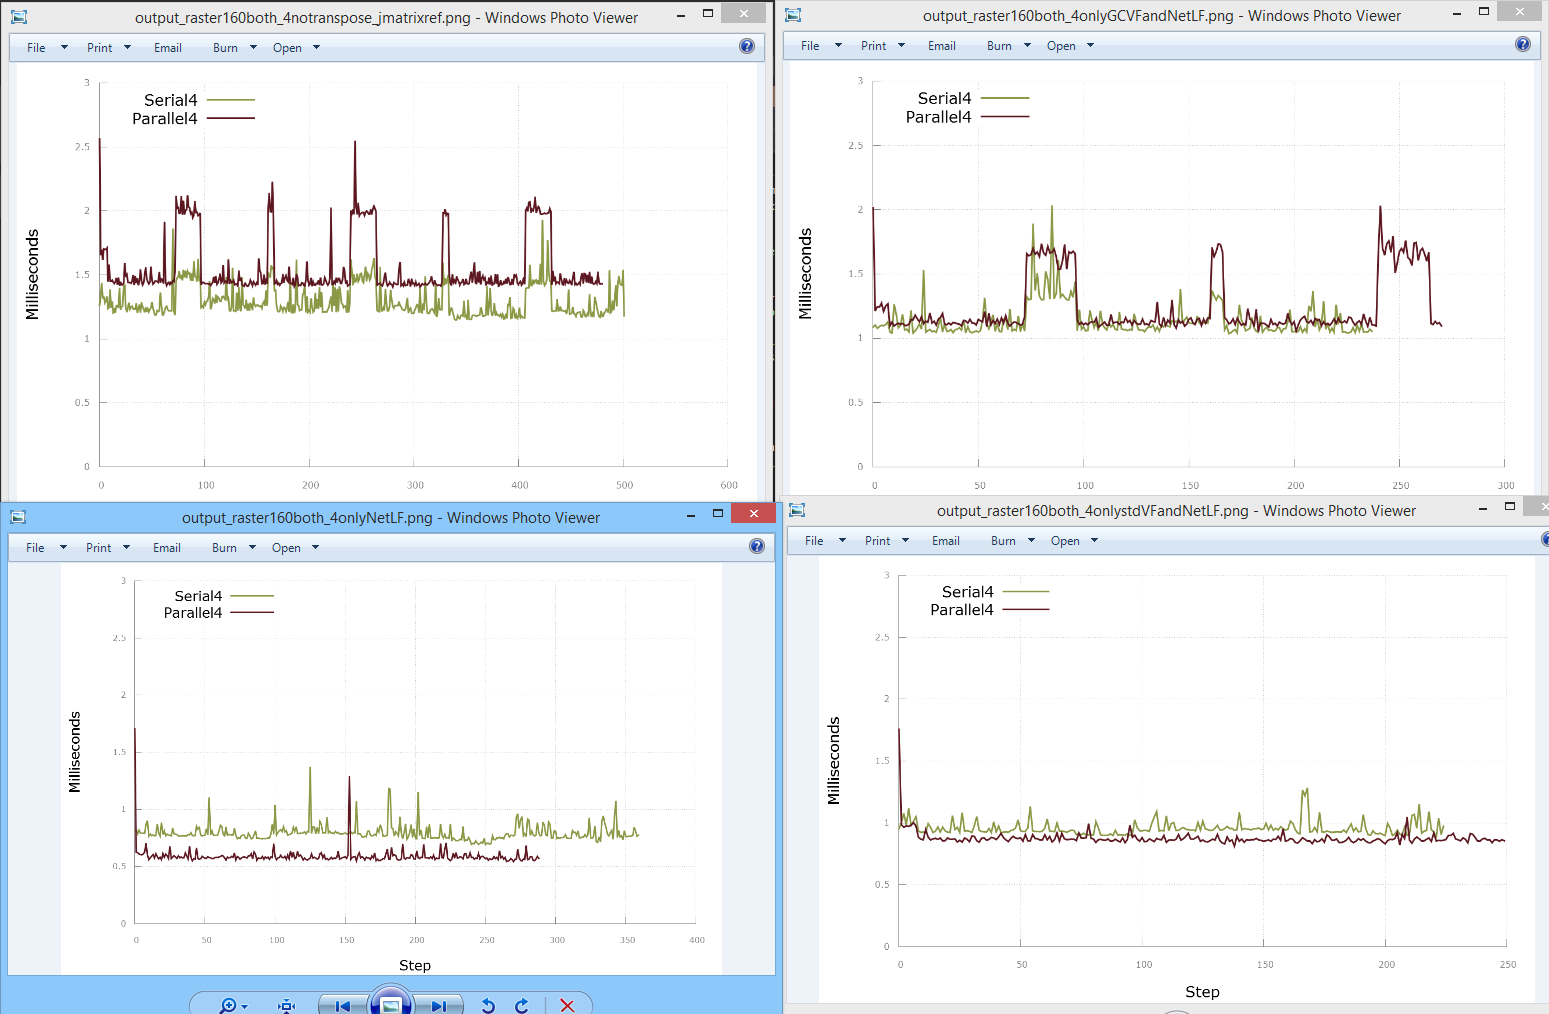 output_raster160both_4notranspose_jmatrixref.png - Windows Photo Viewer
File Print Email Burn Open
Serial4
Parallel4
3
2.5
2
1.5
1
0.5
0
Milliseconds
0 100 200 300 400 500 600
output_raster160both_4onlyGCVFandNetLF.png - Windows Photo Viewer
File Print Email Burn Open
Serial4
Parallel4
3
2.5
2
1.5
1
0.5
0
Milliseconds
0 50 100 150 200 250 300
output_raster160both_4onlyNetLF.png - Windows Photo Viewer
File Print Email Burn Open
Serial4
Parallel4
3
2.5
2
1.5
1
0.5
0
Milliseconds
0 50 100 150 200 250 300 350 400
Step
output_raster160both_4onlystdVFandNetLF.png - Windows Photo Viewer
File Print Email Burn Open
Serial4
Parallel4
3
2.5
2
1.5
1
0.5
0
Milliseconds
0 50 100 150 200 250
Step